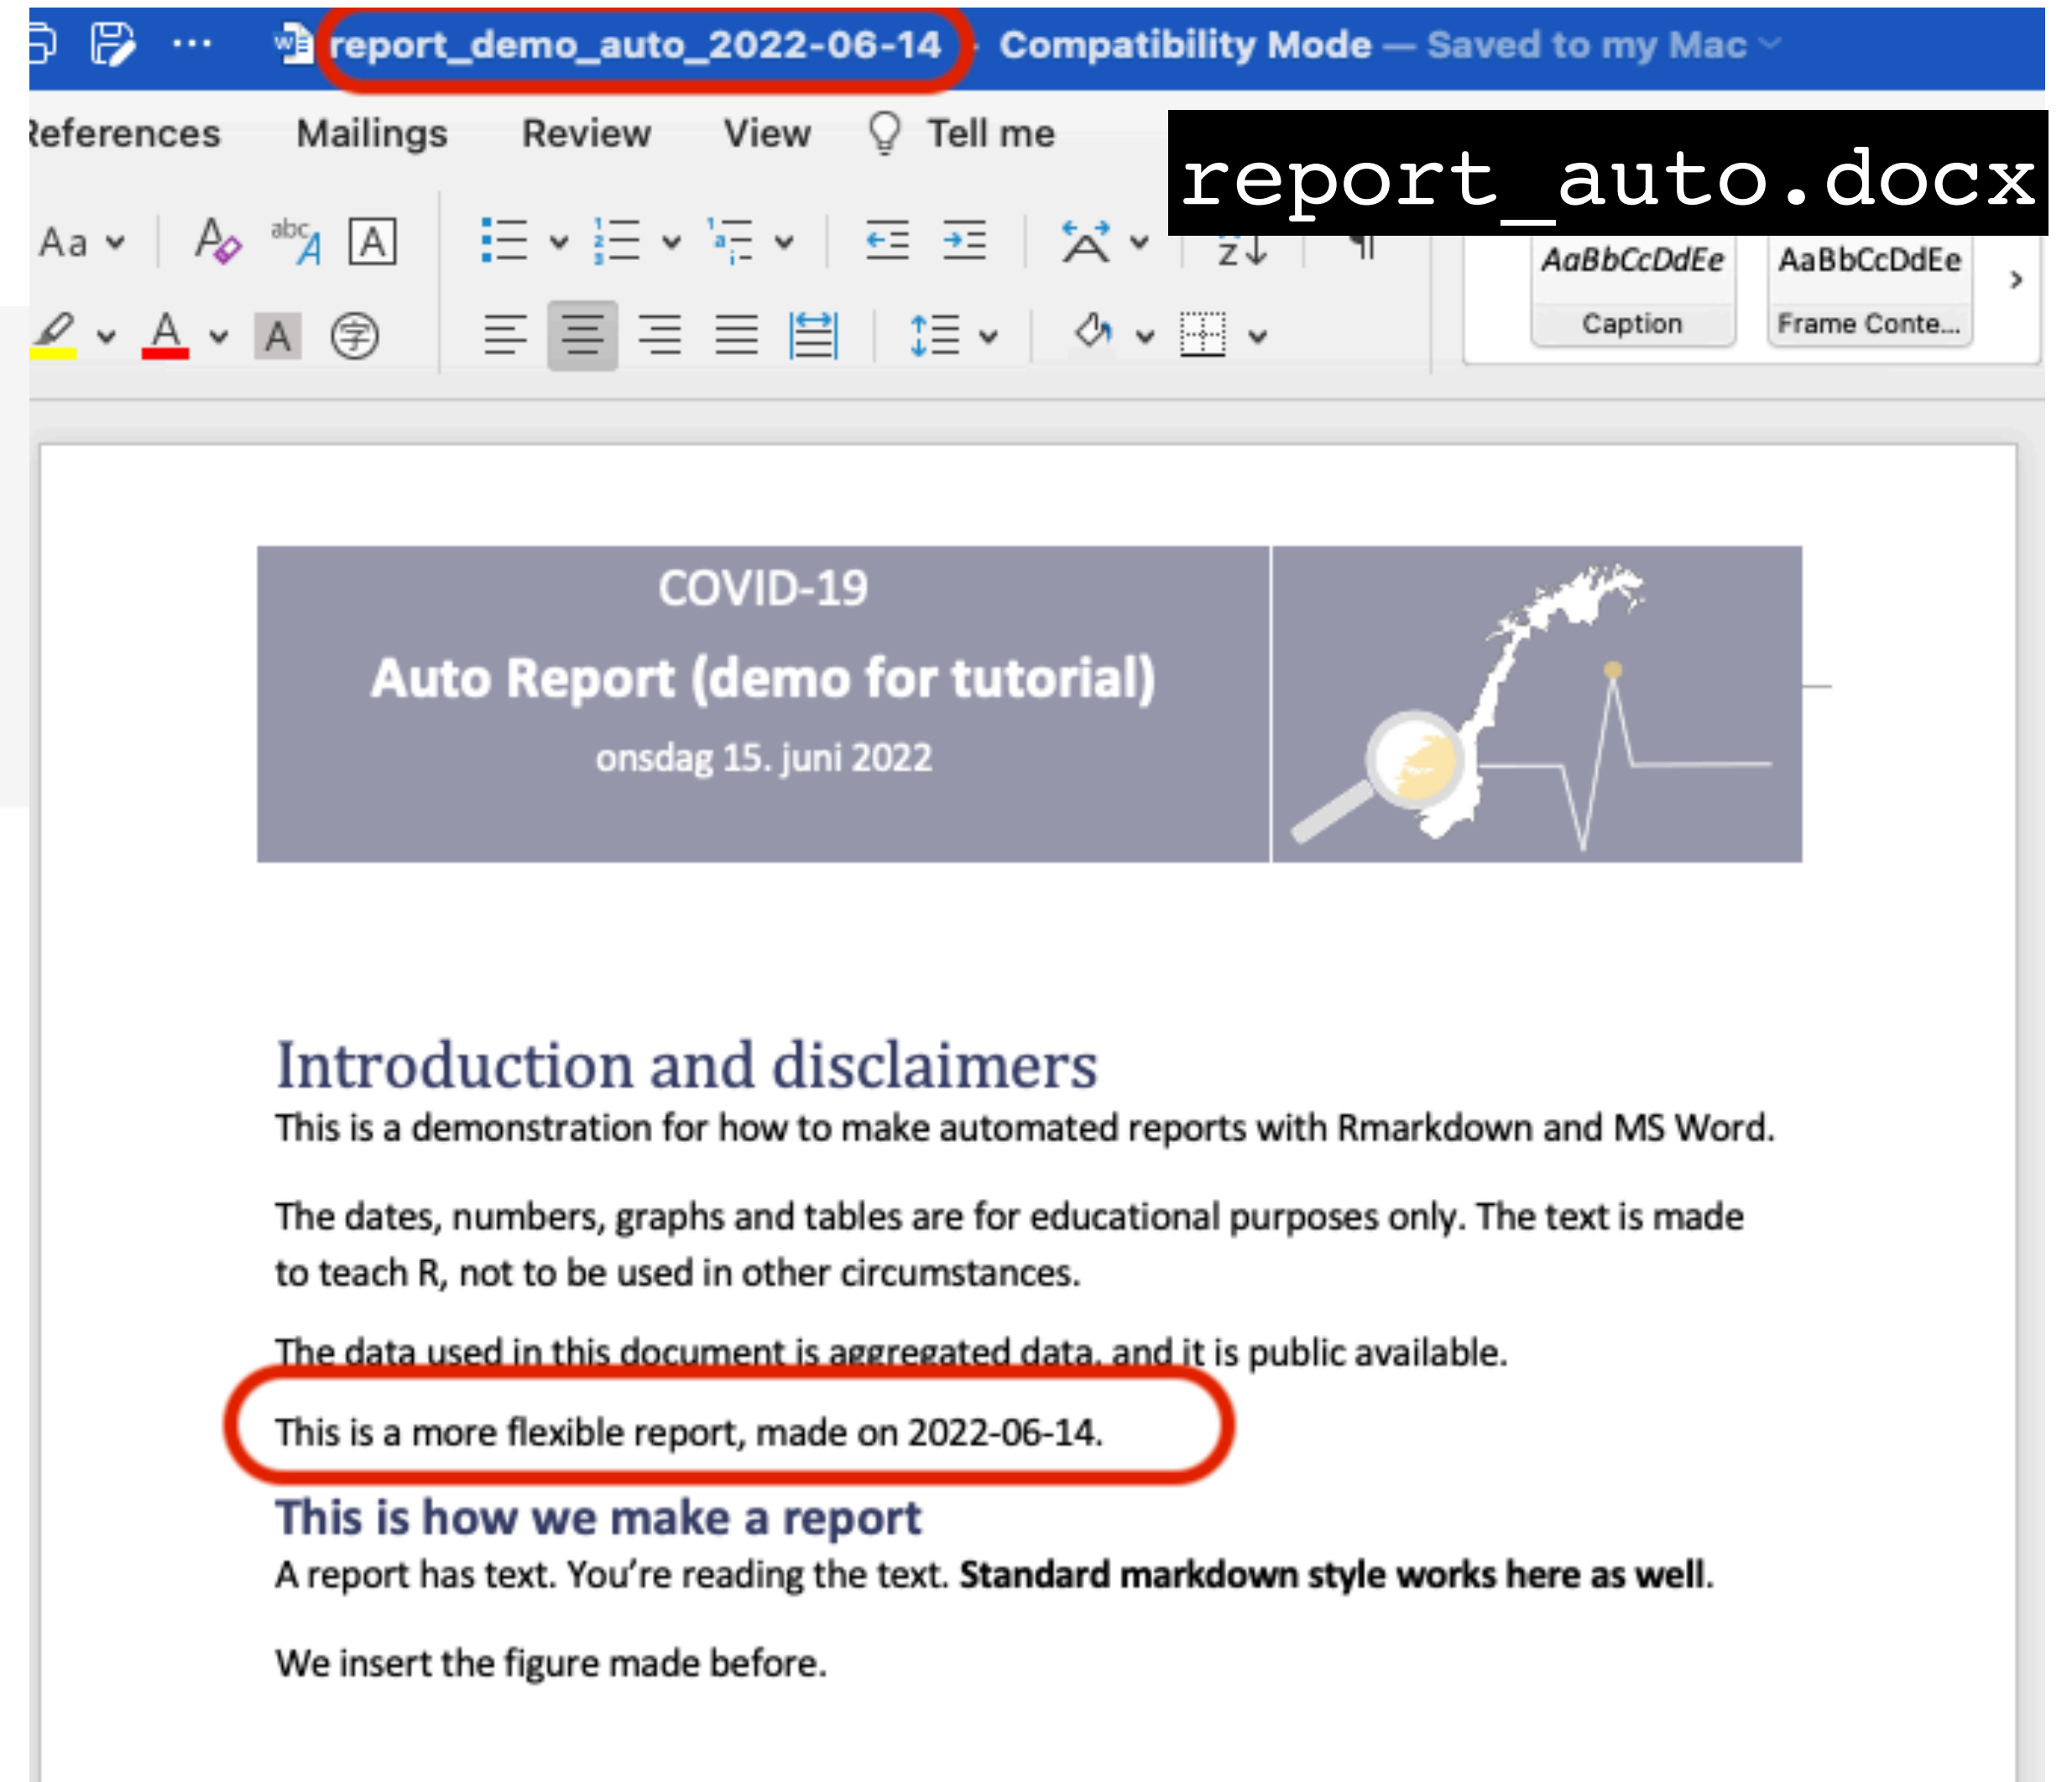 report_demo_auto_2022-06-14 - Compatibility Mode — Saved to my Mac
References Mailings Review View Tell me
report_auto.docx
Aa abcA A
AaBbCcDdEe AaBbCcDdEe
A A 字
Caption Frame Conte...
COVID-19
Auto Report (demo for tutorial)
onsdag 15. juni 2022
Introduction and disclaimers
This is a demonstration for how to make automated reports with Rmarkdown and MS Word.
The dates, numbers, graphs and tables are for educational purposes only. The text is made
to teach R, not to be used in other circumstances.
The data used in this document is aggregated data, and it is public available.
This is a more flexible report, made on 2022-06-14.
This is how we make a report
A report has text. You’re reading the text. Standard markdown style works here as well.
We insert the figure made before.